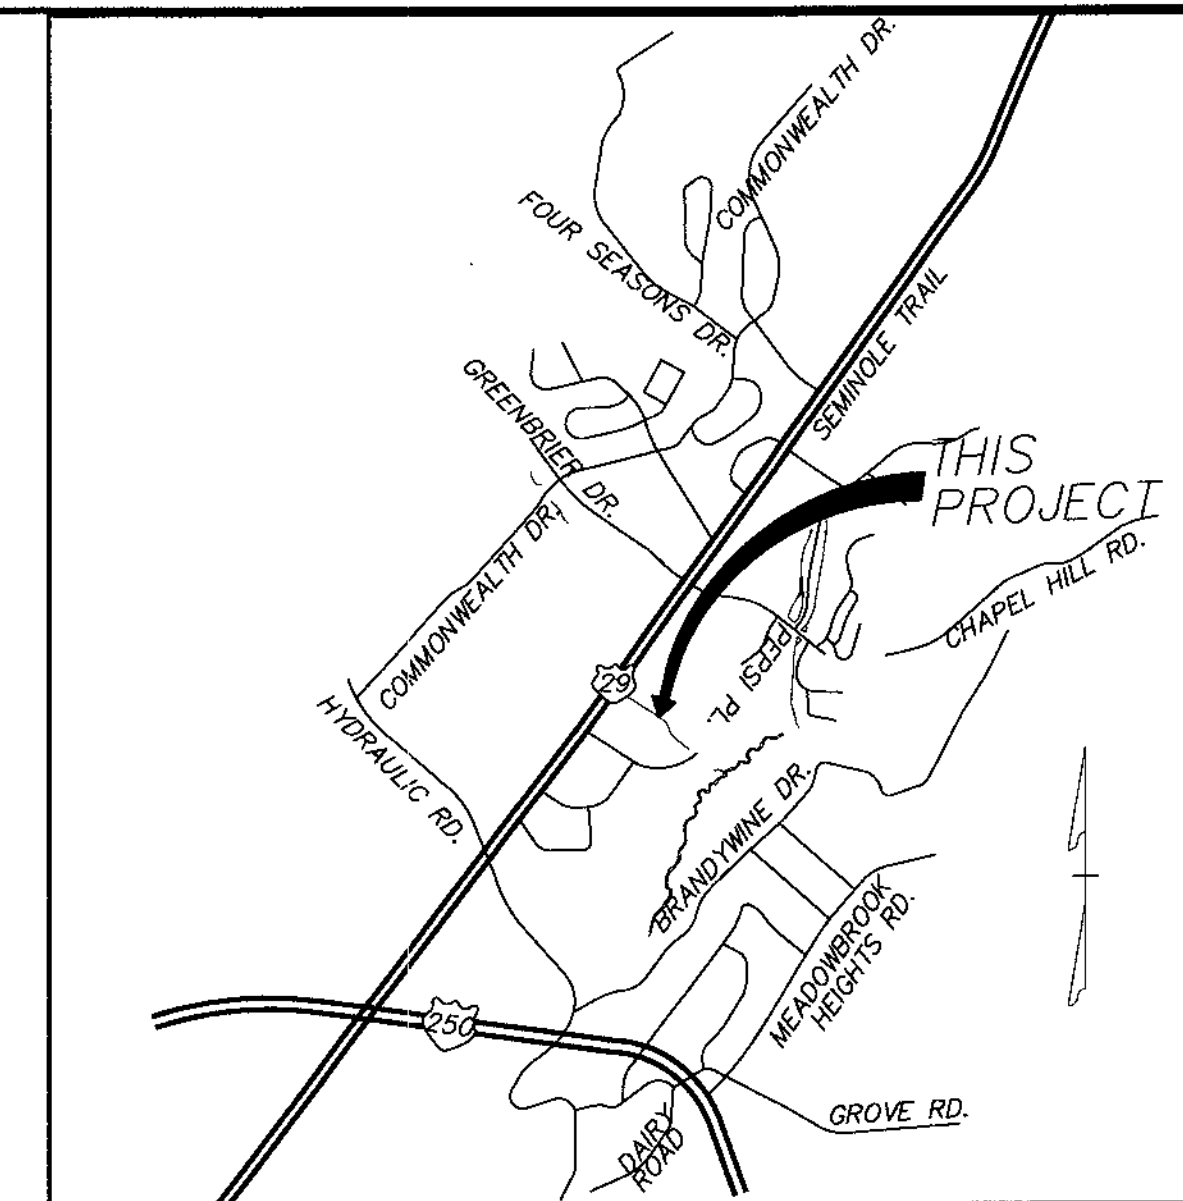 COMMONWEALTH DR.
FOUR SEASONS DR.
SEMINOLE TRAIL
GREENBRIER DR.
THIS
PROJECT
COMMONWEALTH DR.
CHAPEL HILL RD.
PEPSI PL.
29
HYDRAULIC RD.
BRANDYWINE DR.
MEADOWBROOK
HEIGHTS RD.
250
GROVE RD.
DAIRY
ROAD